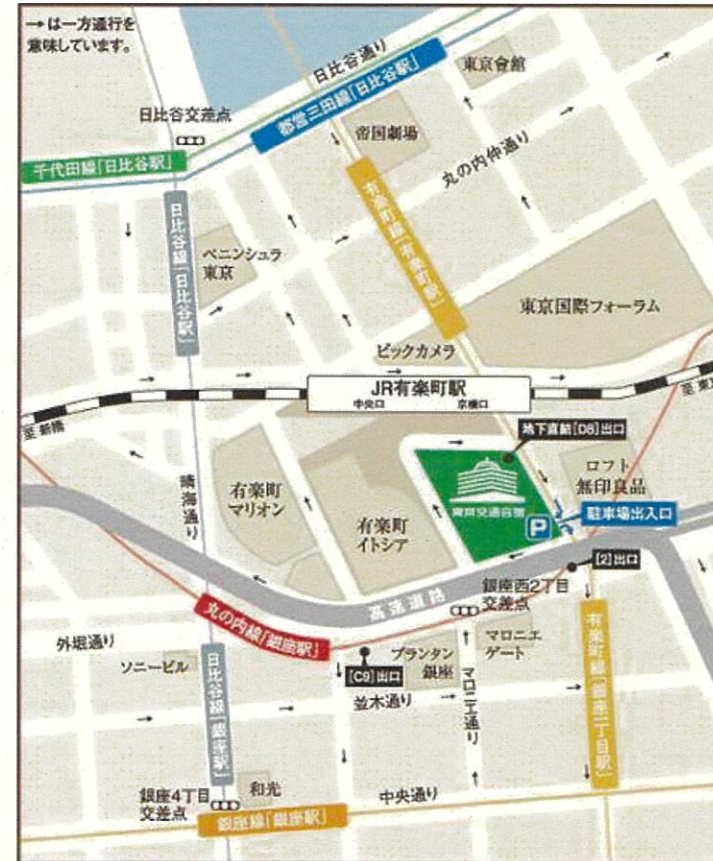 →は一方通行を
意味しています。
日比谷通り
都営三田線「日比谷駅」
東京會館
日比谷交差点
帝国劇場
千代田線「日比谷駅」
丸の内仲通り
日比谷線「日比谷駅」
有楽町線「有楽町駅」
ペニンシュラ
東京
東京国際フォーラム
ビックカメラ
JR有楽町駅
中央口
京橋口
至 新橋
至 東
地下直結[D8]出口
晴海通り
有楽町
マリオン
有楽町
イトシア
東京交通会館
ロフト
無印良品
P
駐車場出入口
[2]出口
高速道路
銀座西2丁目
交差点
丸の内線「銀座駅」
外堀通り
ソニービル
[C9]出口
プランタン
銀座
マロニエ
ゲート
マロニエ通り
有楽町線「銀座一丁目駅」
日比谷線「銀座駅」
並木通り
銀座4丁目
交差点
和光
中央通り
銀座線「銀座駅」